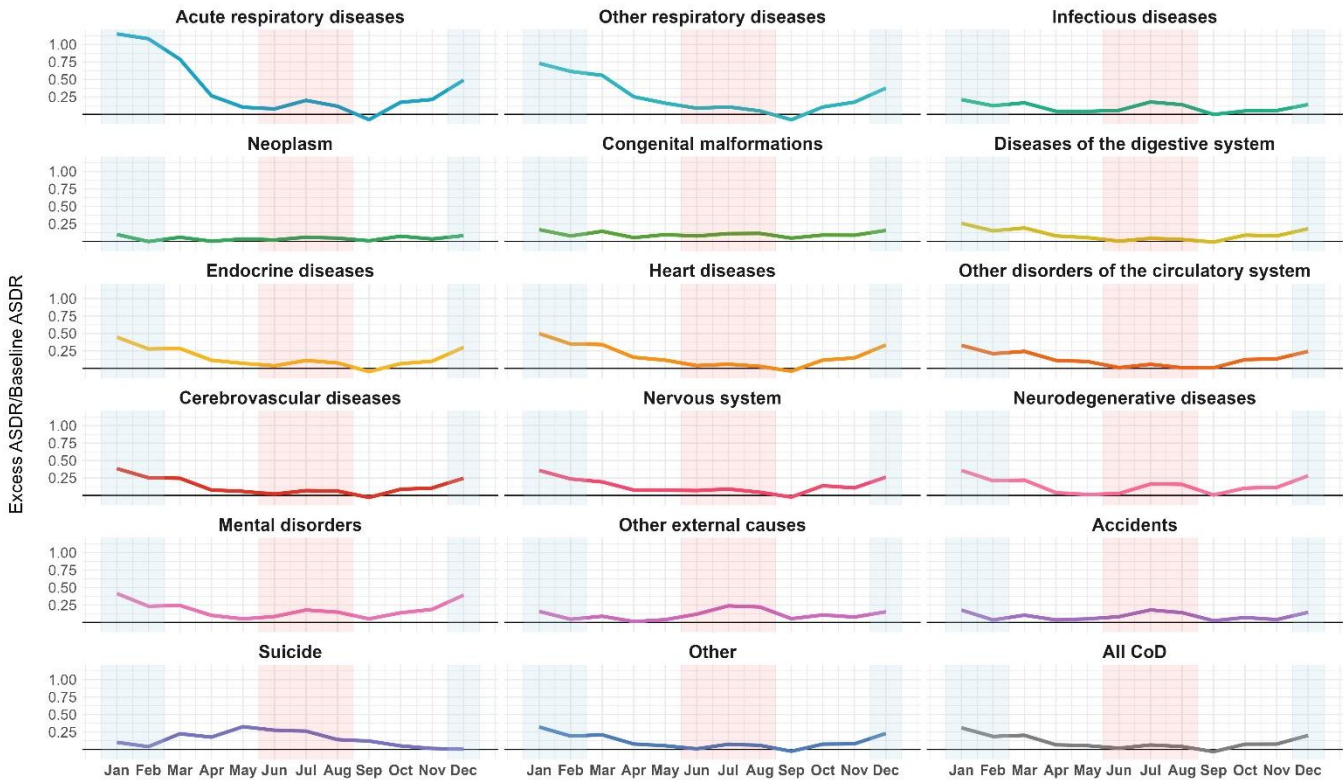 Acute respiratory diseases
Other respiratory diseases
Infectious diseases
1.00
0.75
0.50
0.25
Neoplasm
Congenital malformations
Diseases of the digestive system
1.00
0.75
0.50
0.25
Endocrine diseases
Heart diseases
Other disorders of the circulatory system
1.00
0.75
0.50
0.25
Excess ASDR/Baseline ASDR
Cerebrovascular diseases
Nervous system
Neurodegenerative diseases
1.00
0.75
0.50
0.25
Mental disorders
Other external causes
Accidents
1.00
0.75
0.50
0.25
Suicide
Other
All CoD
1.00
0.75
0.50
0.25
Jan Feb Mar Apr May Jun Jul Aug Sep Oct Nov Dec
Jan Feb Mar Apr May Jun Jul Aug Sep Oct Nov Dec
Jan Feb Mar Apr May Jun Jul Aug Sep Oct Nov Dec